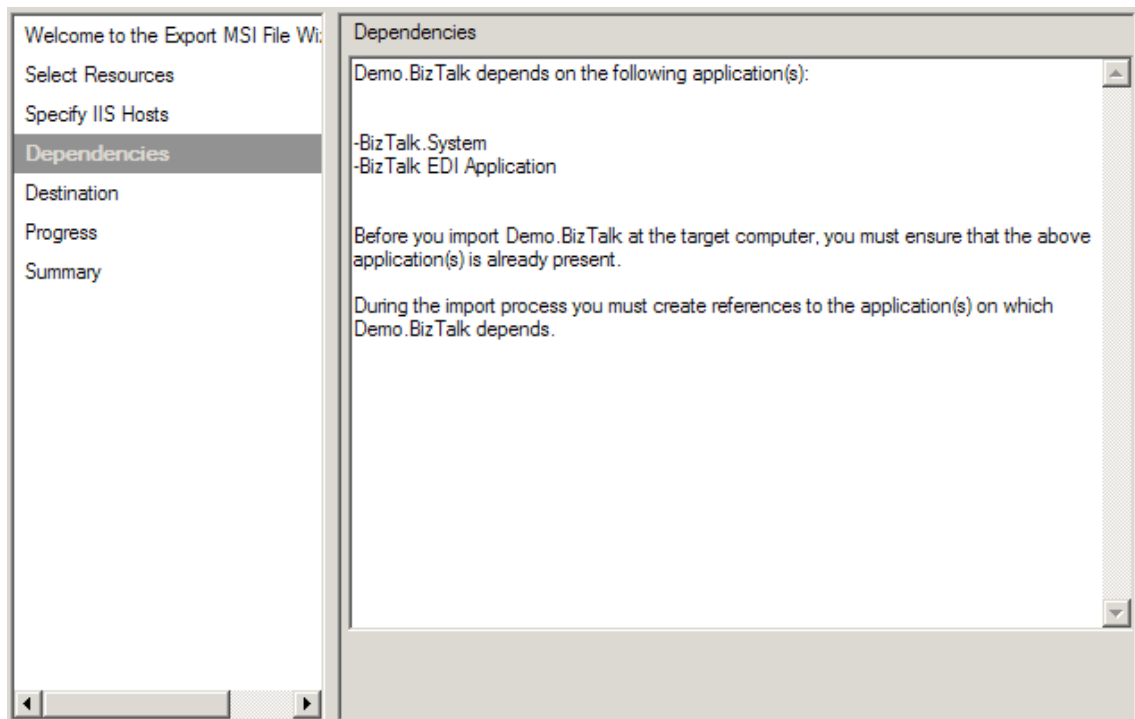 Welcome to the Export MSI File Wi
Select Resources
Specify IIS Hosts
Dependencies
Destination
Progress
Summary
Dependencies
Demo.BizTalk depends on the following application(s):
-BizTalk.System
-BizTalk EDI Application
Before you import Demo.BizTalk at the target computer, you must ensure that the above
application(s) is already present.
During the import process you must create references to the application(s) on which
Demo.BizTalk depends.